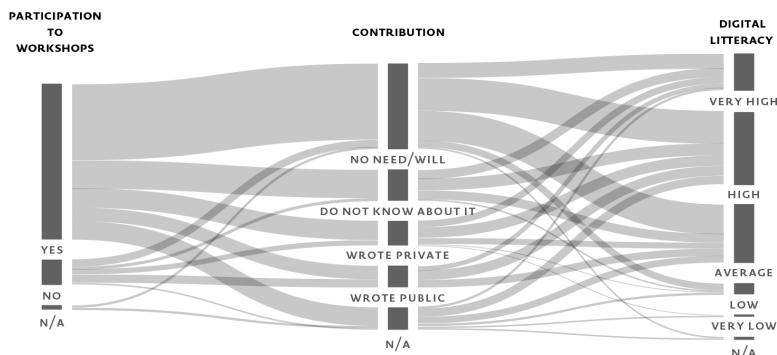 PARTICIPATION
TO
WORKSHOPS
YES
NO
N/A
CONTRIBUTION
NO NEED/WILL
DO NOT KNOW ABOUT IT
WROTE PRIVATE
WROTE PUBLIC
N/A
DIGITAL
LITTERACY
VERY HIGH
HIGH
AVERAGE
LOW
VERY LOW
N/A